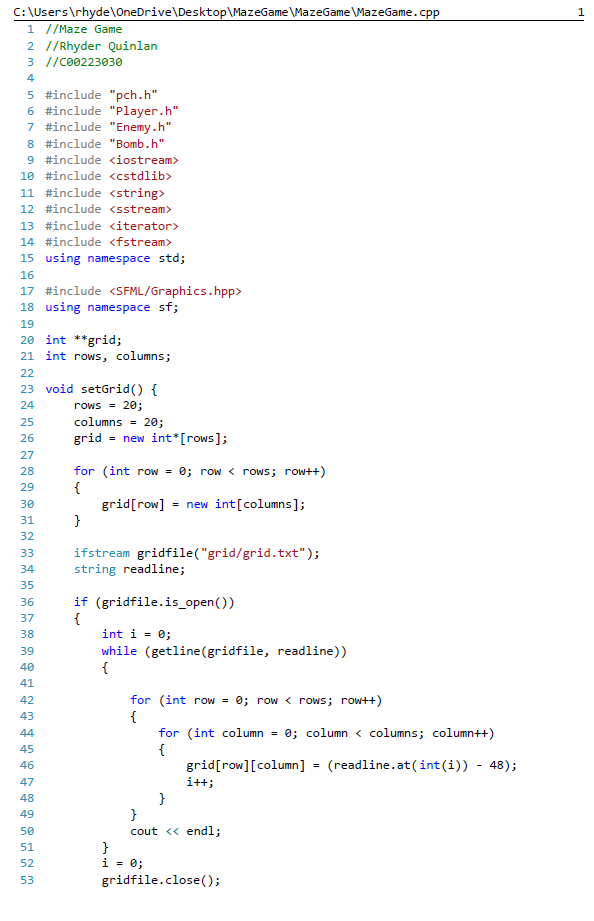 C:\Users\rhyde\OneDrive\Desktop\MazeGame\MazeGame\MazeGame.cpp 1
1 //Maze Game
2 //Rhyder Quinlan
3 //C00223030
4
5 #include "pch.h"
6 #include "Player.h"
7 #include "Enemy.h"
8 #include "Bomb.h"
9 #include <iostream>
10 #include <cstdlib>
11 #include <string>
12 #include <sstream>
13 #include <iterator>
14 #include <fstream>
15 using namespace std;
16
17 #include <SFML/Graphics.hpp>
18 using namespace sf;
19
20 int **grid;
21 int rows, columns;
22
23 void setGrid() {
24     rows = 20;
25     columns = 20;
26     grid = new int*[rows];
27
28     for (int row = 0; row < rows; row++)
29     {
30         grid[row] = new int[columns];
31     }
32
33     ifstream gridfile("grid/grid.txt");
34     string readline;
35
36     if (gridfile.is_open())
37     {
38         int i = 0;
39         while (getline(gridfile, readline))
40         {
41
42             for (int row = 0; row < rows; row++)
43             {
44                 for (int column = 0; column < columns; column++)
45                 {
46                     grid[row][column] = (readline.at(int(i)) - 48);
47                     i++;
48                 }
49             }
50             cout << endl;
51         }
52         i = 0;
53         gridfile.close();